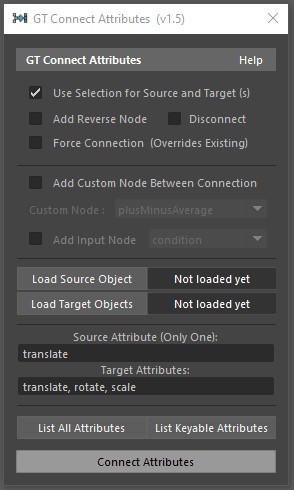 GT Connect Attributes (v1.5)
GT Connect Attributes Help
Use Selection for Source and Target (s)
Add Reverse Node Disconnect
Force Connection (Overrides Existing)
Add Custom Node Between Connection
Custom Node : plusMinusAverage
Add Input Node condition
Load Source Object Not loaded yet
Load Target Objects Not loaded yet
Source Attribute (Only One):
translate
Target Attributes:
translate, rotate, scale
List All Attributes List Keyable Attributes
Connect Attributes